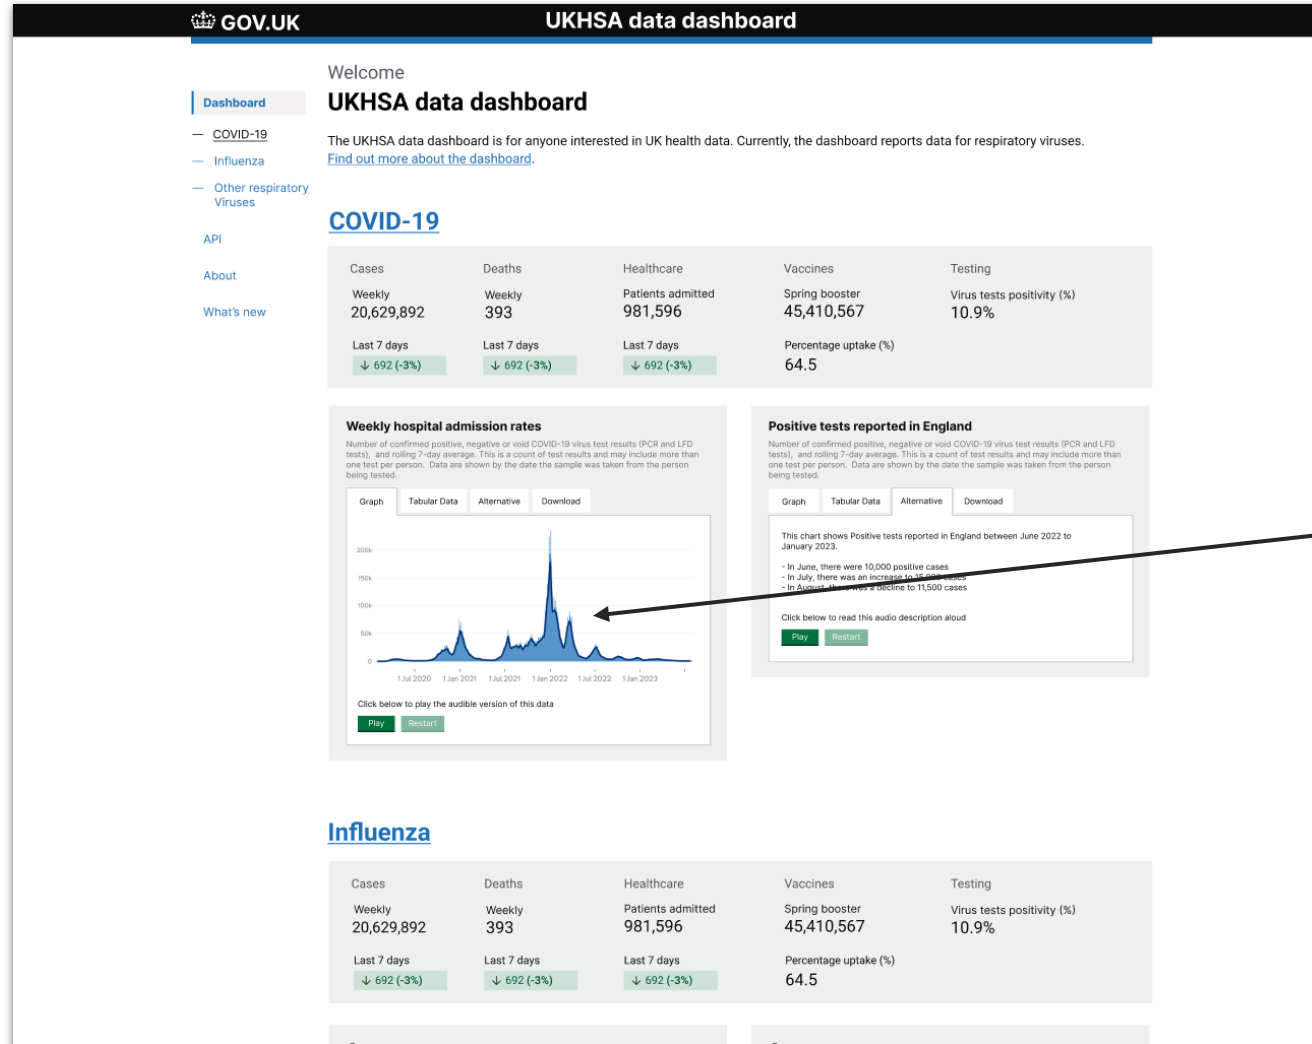 GOV.UK
UKHSA data dashboard
Dashboard
— COVID-19
— Influenza
— Other respiratory
Viruses
API
About
What's new
Welcome
UKHSA data dashboard
The UKHSA data dashboard is for anyone interested in UK health data. Currently, the dashboard reports data for respiratory viruses.
Find out more about the dashboard.
COVID-19
Cases
Weekly
20,629,892
Last 7 days
↓ 692 (-3%)
Deaths
Weekly
393
Last 7 days
↓ 692 (-3%)
Healthcare
Patients admitted
981,596
Last 7 days
↓ 692 (-3%)
Vaccines
Spring booster
45,410,567
Percentage uptake (%)
64.5
Testing
Virus tests positivity (%)
10.9%
Weekly hospital admission rates
Number of confirmed positive, negative or void COVID-19 virus test results (PCR and LFD
tests), and rolling 7-day average. This is a count of test results and may include more than
one test per person. Data are shown by the date the sample was taken from the person
being tested.
Graph Tabular Data Alternative Download
200k
150k
100k
50k
0
1 Jul 2020 1 Jan 2021 1 Jul 2021 1 Jan 2022 1 Jul 2022 1 Jan 2023
Click below to play the audible version of this data
Play Restart
Positive tests reported in England
Number of confirmed positive, negative or void COVID-19 virus test results (PCR and LFD
tests), and rolling 7-day average. This is a count of test results and may include more than
one test per person. Data are shown by the date the sample was taken from the person
being tested.
Graph Tabular Data Alternative Download
This chart shows Positive tests reported in England between June 2022 to
January 2023.
- In June, there were 10,000 positive cases
- In July, there was an increase to 15,000 cases
- In August, there was a decline to 11,500 cases
Click below to read this audio description aloud
Play Restart
Influenza
Cases
Weekly
20,629,892
Last 7 days
↓ 692 (-3%)
Deaths
Weekly
393
Last 7 days
↓ 692 (-3%)
Healthcare
Patients admitted
981,596
Last 7 days
↓ 692 (-3%)
Vaccines
Spring booster
45,410,567
Percentage uptake (%)
64.5
Testing
Virus tests positivity (%)
10.9%